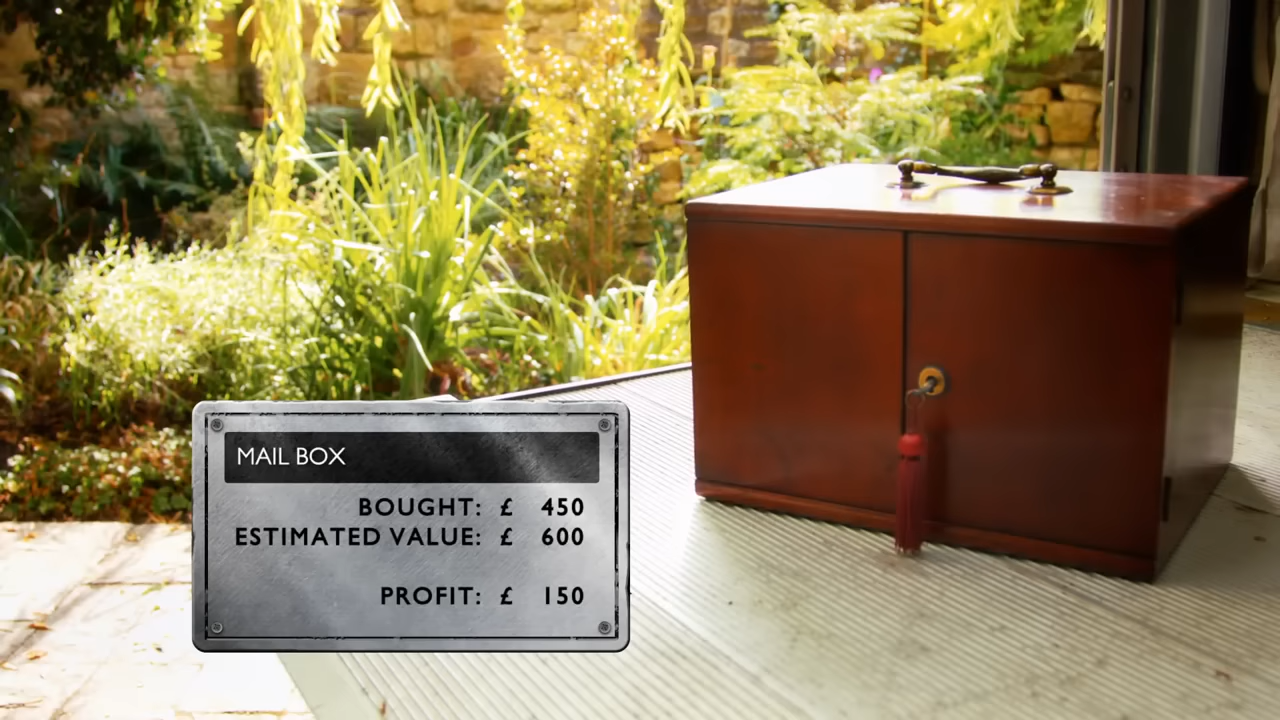 MAIL BOX
BOUGHT: £ 450
ESTIMATED VALUE: £ 600
PROFIT: £ 150